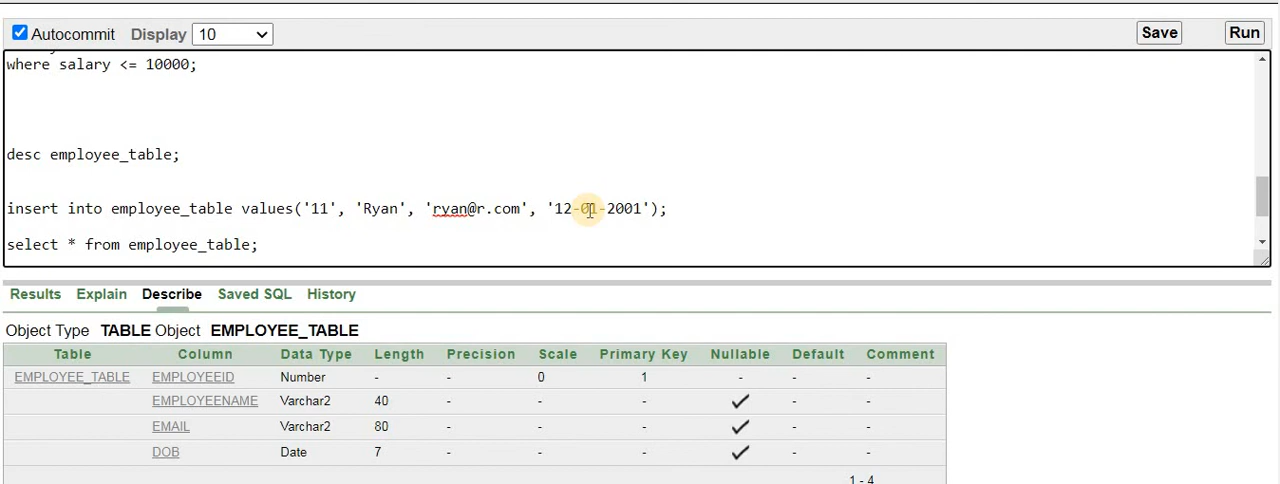 Autocommit Display 10 Save Run
where salary <= 10000;
desc employee_table;
insert into employee_table values('11', 'Ryan', 'ryan@r.com', '12-01-2001');
select * from employee_table;
Results Explain Describe Saved SQL History
Object Type TABLE Object EMPLOYEE_TABLE
Table Column Data Type Length Precision Scale Primary Key Nullable Default Comment
EMPLOYEE_TABLE EMPLOYEEID Number - - 0 1 - - -
EMPLOYEENAME Varchar2 40 - - - - -
EMAIL Varchar2 80 - - - - -
DOB Date 7 - - - - -
1 - 4